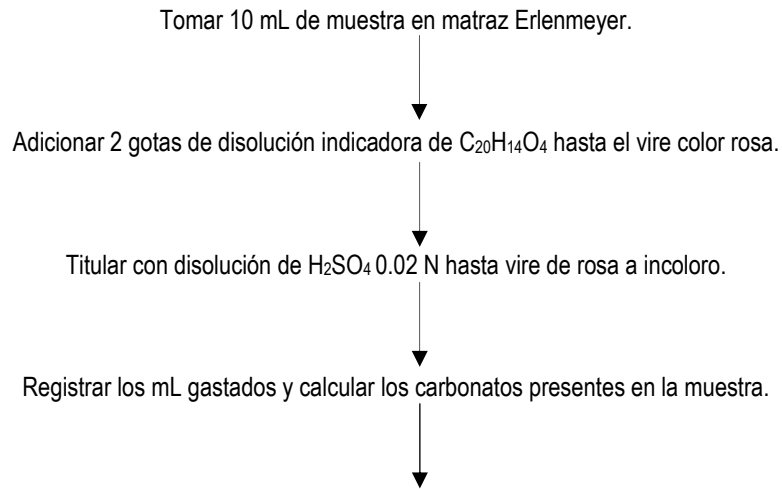 Tomar 10 mL de muestra en matraz Erlenmeyer.
Adicionar 2 gotas de disolución indicadora de C₂₀H₁₄O₄ hasta el vire color rosa.
Titular con disolución de H₂SO₄ 0.02 N hasta vire de rosa a incoloro.
Registrar los mL gastados y calcular los carbonatos presentes en la muestra.